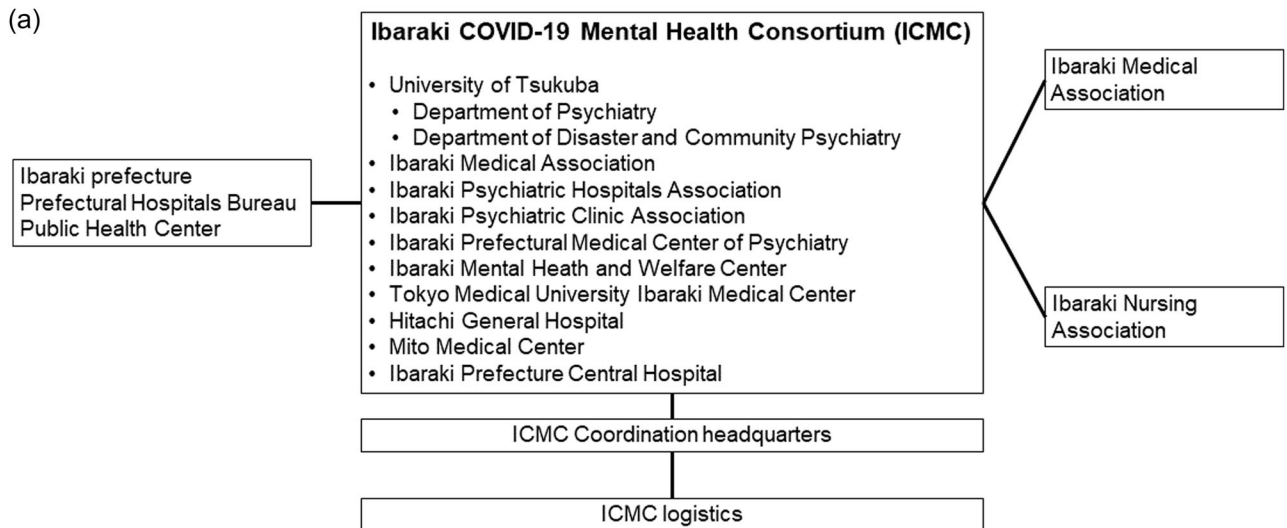 (a)
Ibaraki COVID-19 Mental Health Consortium (ICMC)
• University of Tsukuba
• Department of Psychiatry
• Department of Disaster and Community Psychiatry
• Ibaraki Medical Association
• Ibaraki Psychiatric Hospitals Association
• Ibaraki Psychiatric Clinic Association
• Ibaraki Prefectural Medical Center of Psychiatry
• Ibaraki Mental Heath and Welfare Center
• Tokyo Medical University Ibaraki Medical Center
• Hitachi General Hospital
• Mito Medical Center
• Ibaraki Prefecture Central Hospital
Ibaraki prefecture
Prefectural Hospitals Bureau
Public Health Center
Ibaraki Medical
Association
Ibaraki Nursing
Association
ICMC Coordination headquarters
ICMC logistics